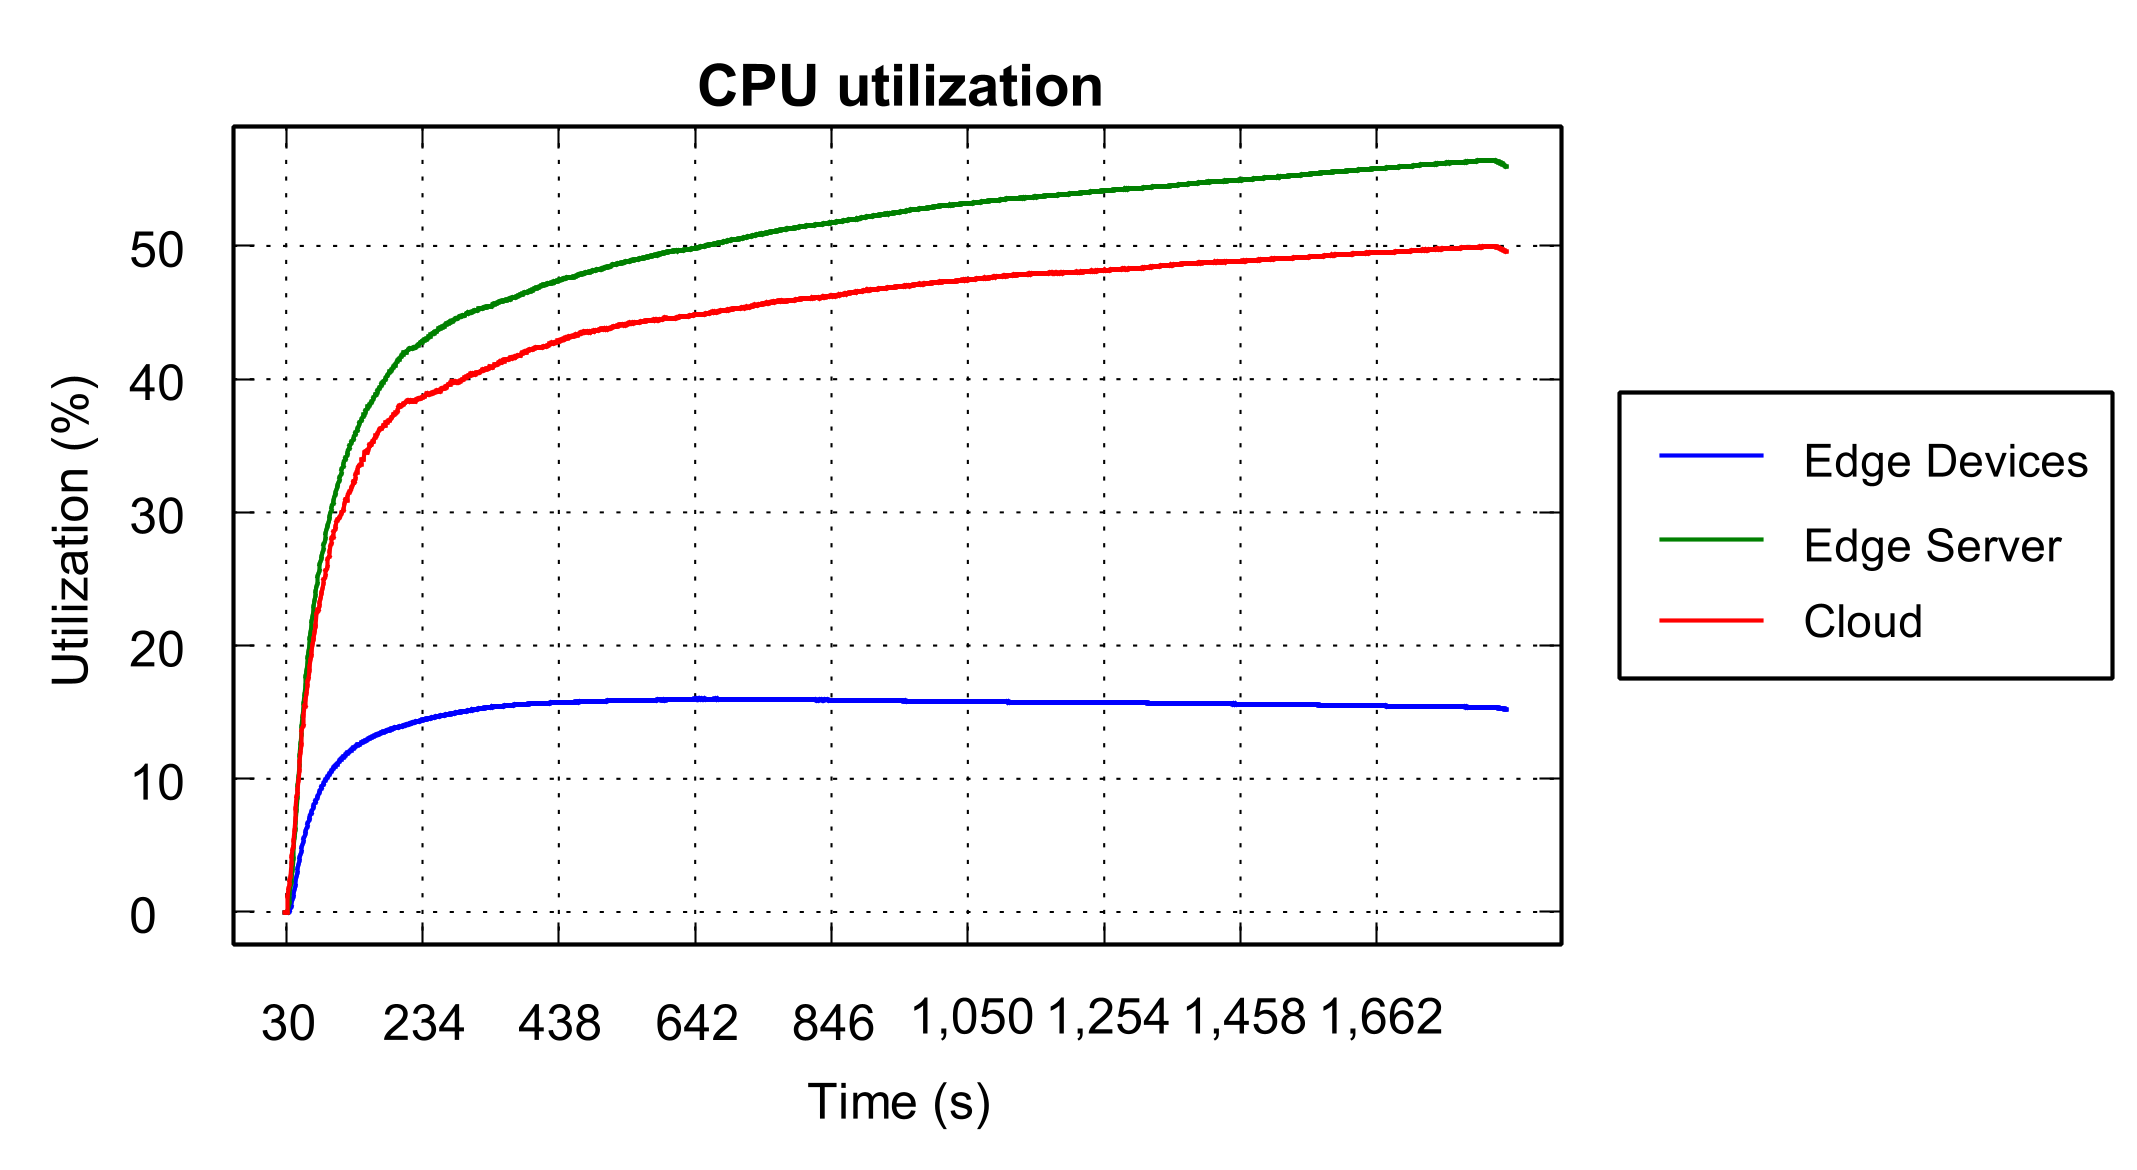 CPU utilization
Utilization (%)
50
40
30
20
10
0
30 234 438 642 846 1,050 1,254 1,458 1,662
Time (s)
Edge Devices
Edge Server
Cloud